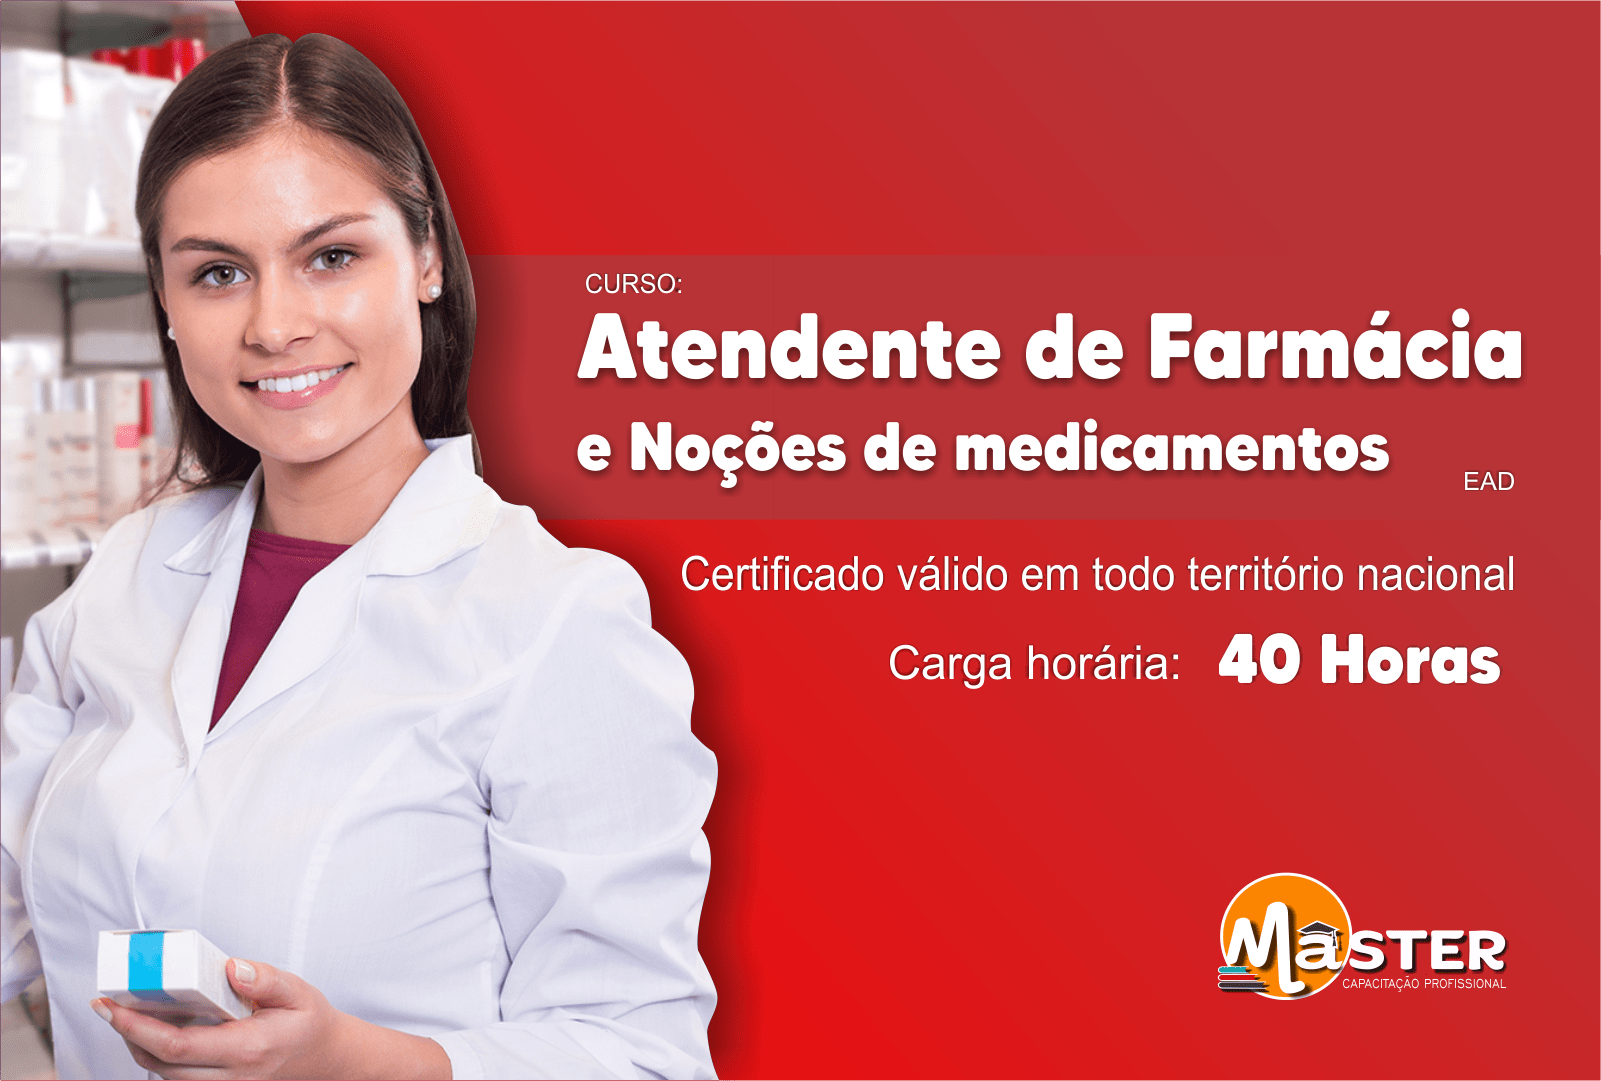 CURSO:
Atendente de Farmácia
e Noções de medicamentos
EAD
Certificado válido em todo território nacional
Carga horária: 40 Horas
MaSTER
CAPACITAÇÃO PROFISSIONAL